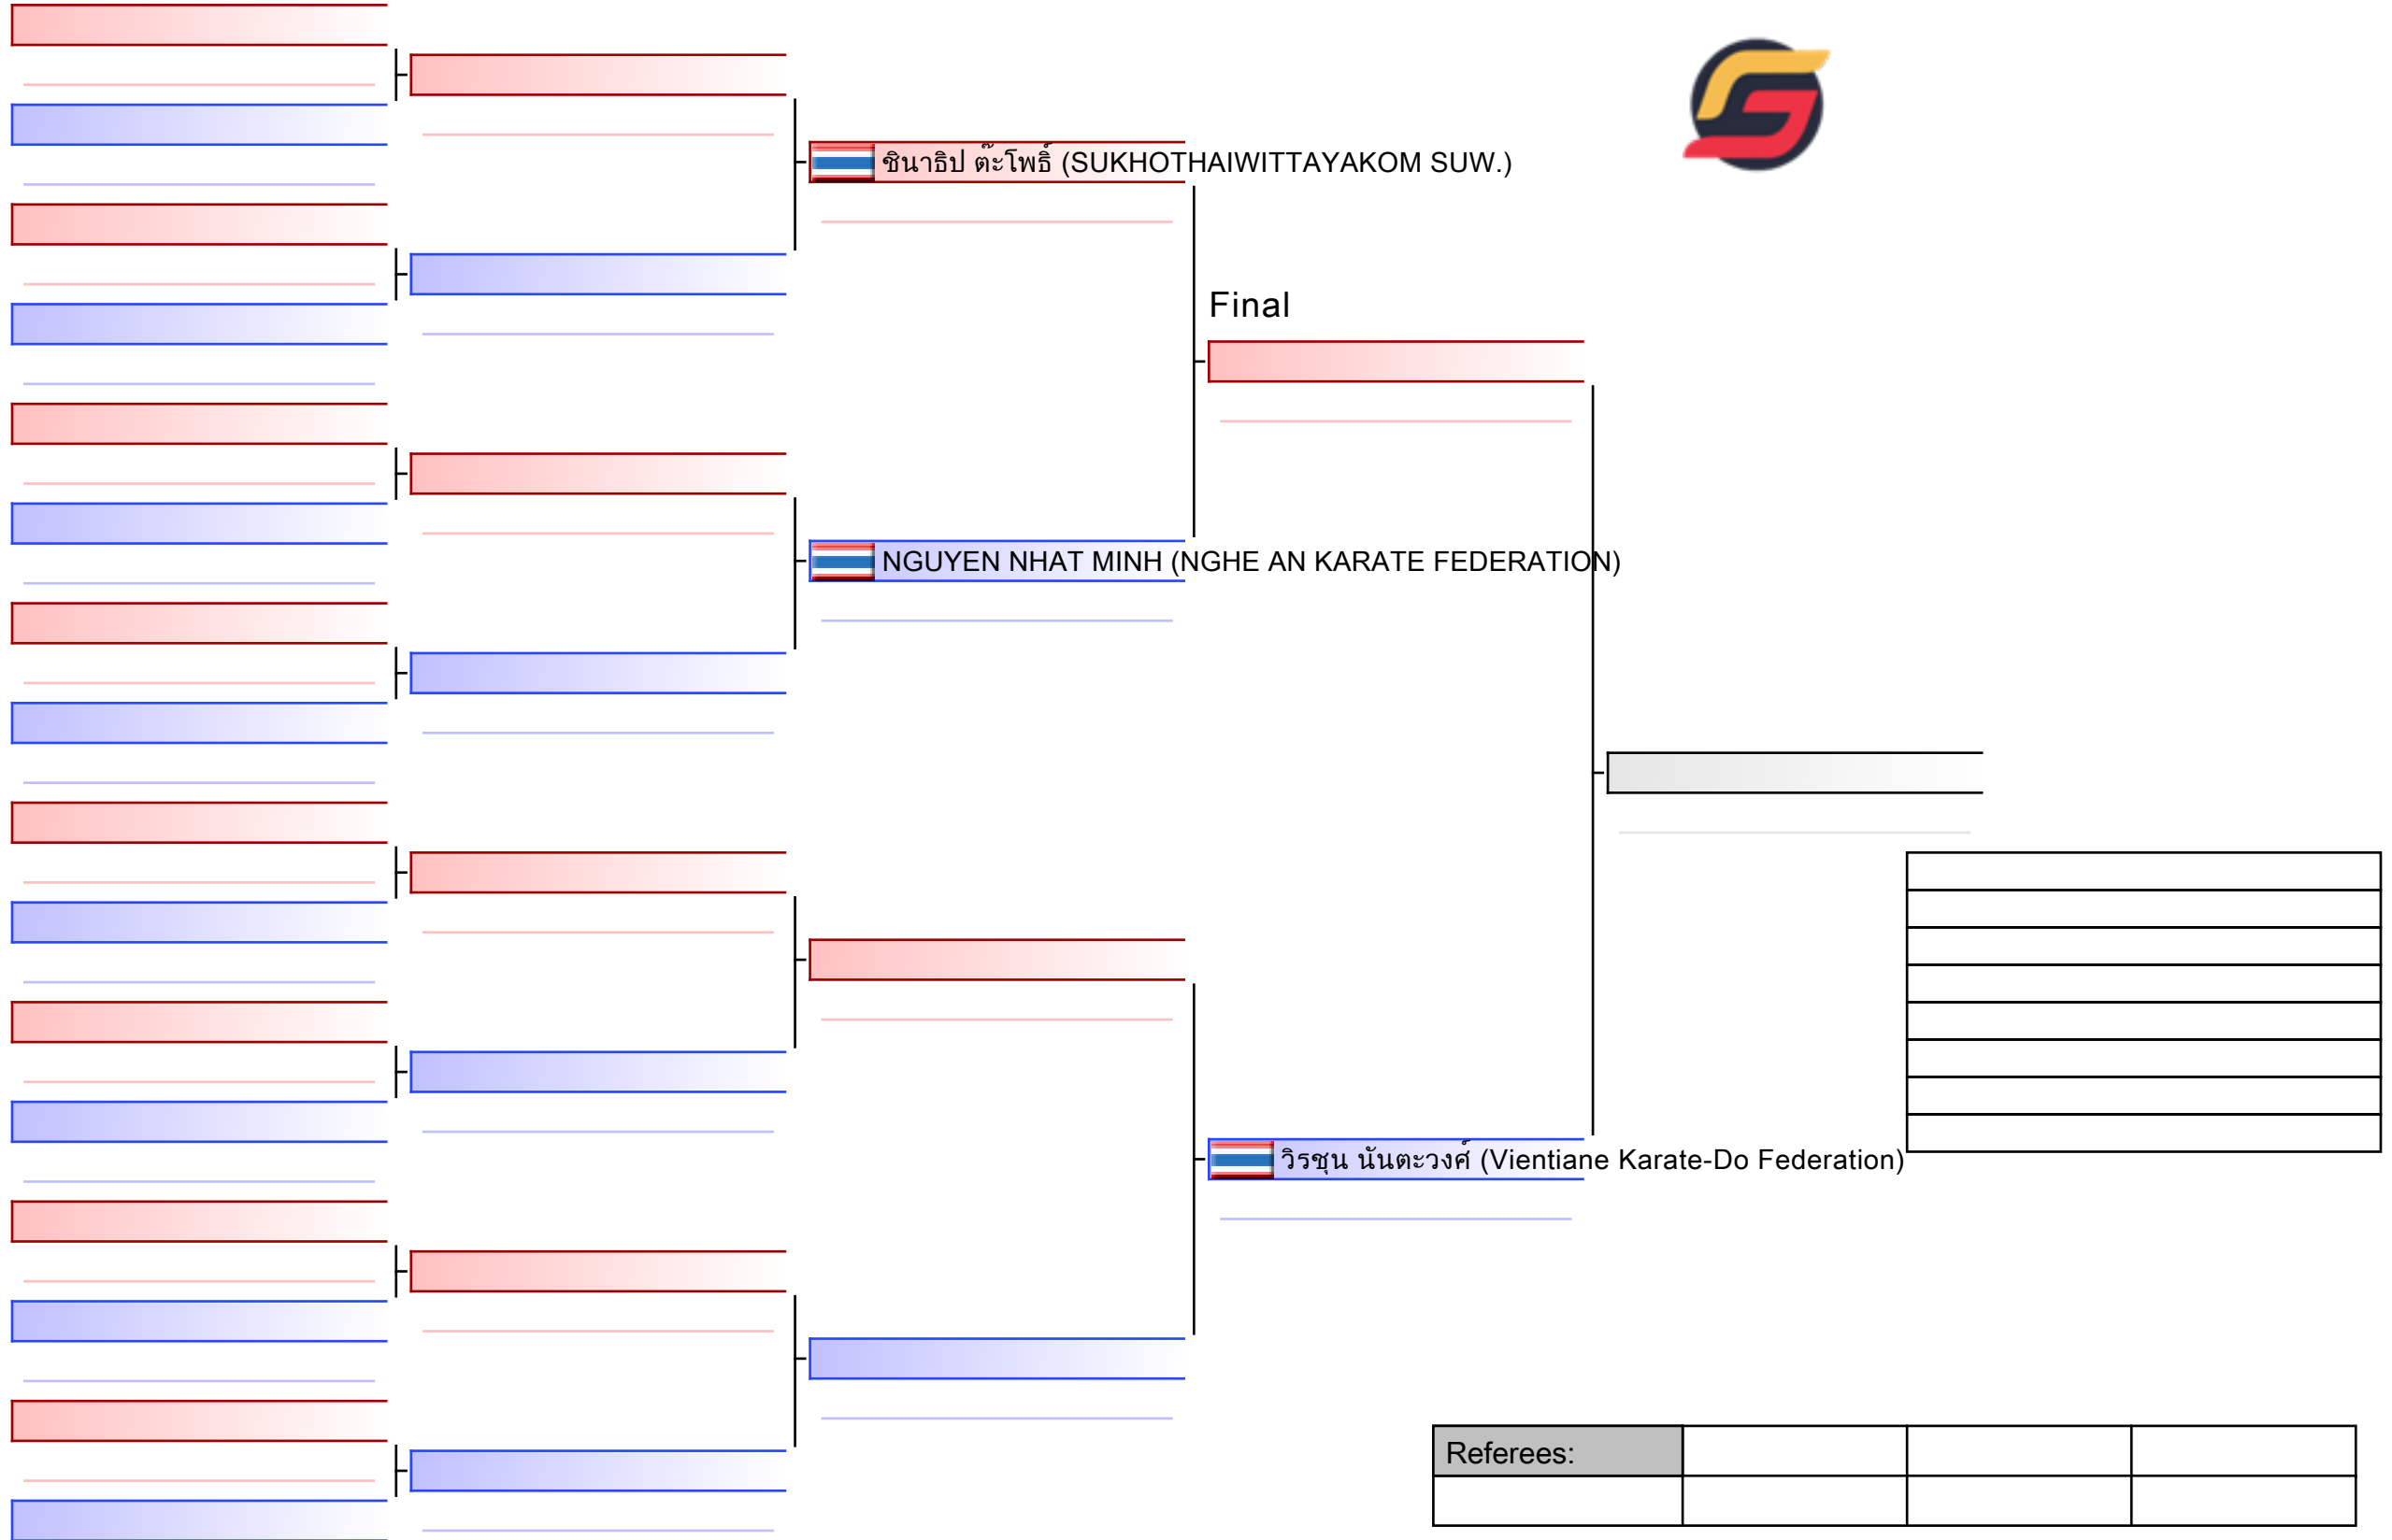 ชินาธิป ต๊ะโพธิ์ (SUKHOTHAIWITTAYAKOM SUW.)
Final
NGUYEN NHAT MINH (NGHE AN KARATE FEDERATION)
วิรชุน นันตะวงศ์ (Vientiane Karate-Do Federation)
Referees: